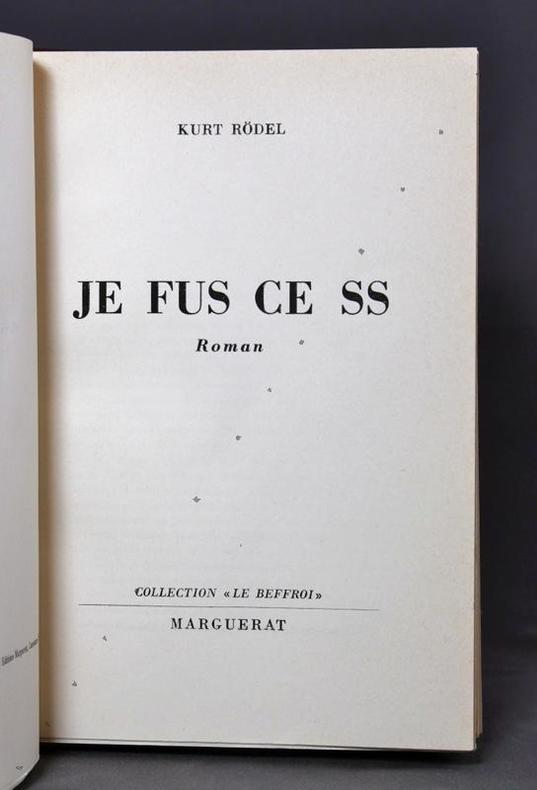 KURT RÖDEL
JE FUS CE SS
Roman
COLLECTION «LE BEFFROI»
MARGUERAT